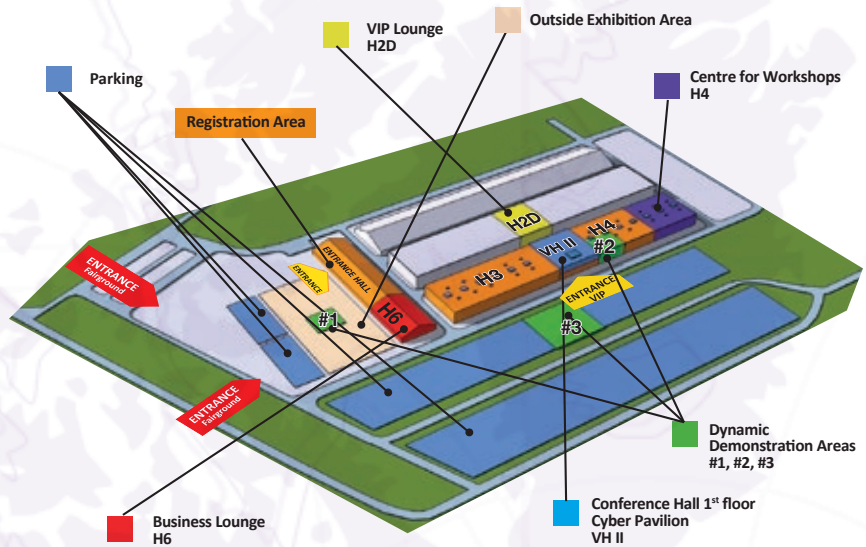 VIP Lounge
H2D
Outside Exhibition Area
Parking
Centre for Workshops
H4
Registration Area
ENTRANCE
Fairground
ENTRANCE
ENTRANCE HALL
H6
#1
H2D
H3
VH II
H4
#2
ENTRANCE
VIP
#3
ENTRANCE
Fairground
Dynamic
Demonstration Areas
#1, #2, #3
Business Lounge
H6
Conference Hall 1st floor
Cyber Pavilion
VH II